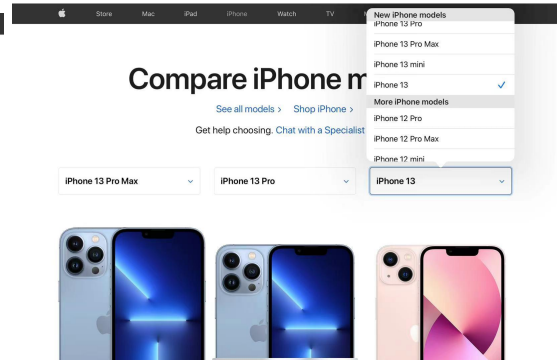 Store Mac iPad iPhone Watch TV
New iPhone models
iPhone 13 Pro
iPhone 13 Pro Max
iPhone 13 mini
iPhone 13
More iPhone models
iPhone 12 Pro
iPhone 12 Pro Max
iPhone 12 mini
Compare iPhone m
See all models > Shop iPhone >
Get help choosing. Chat with a Specialist
iPhone 13 Pro Max iPhone 13 Pro iPhone 13